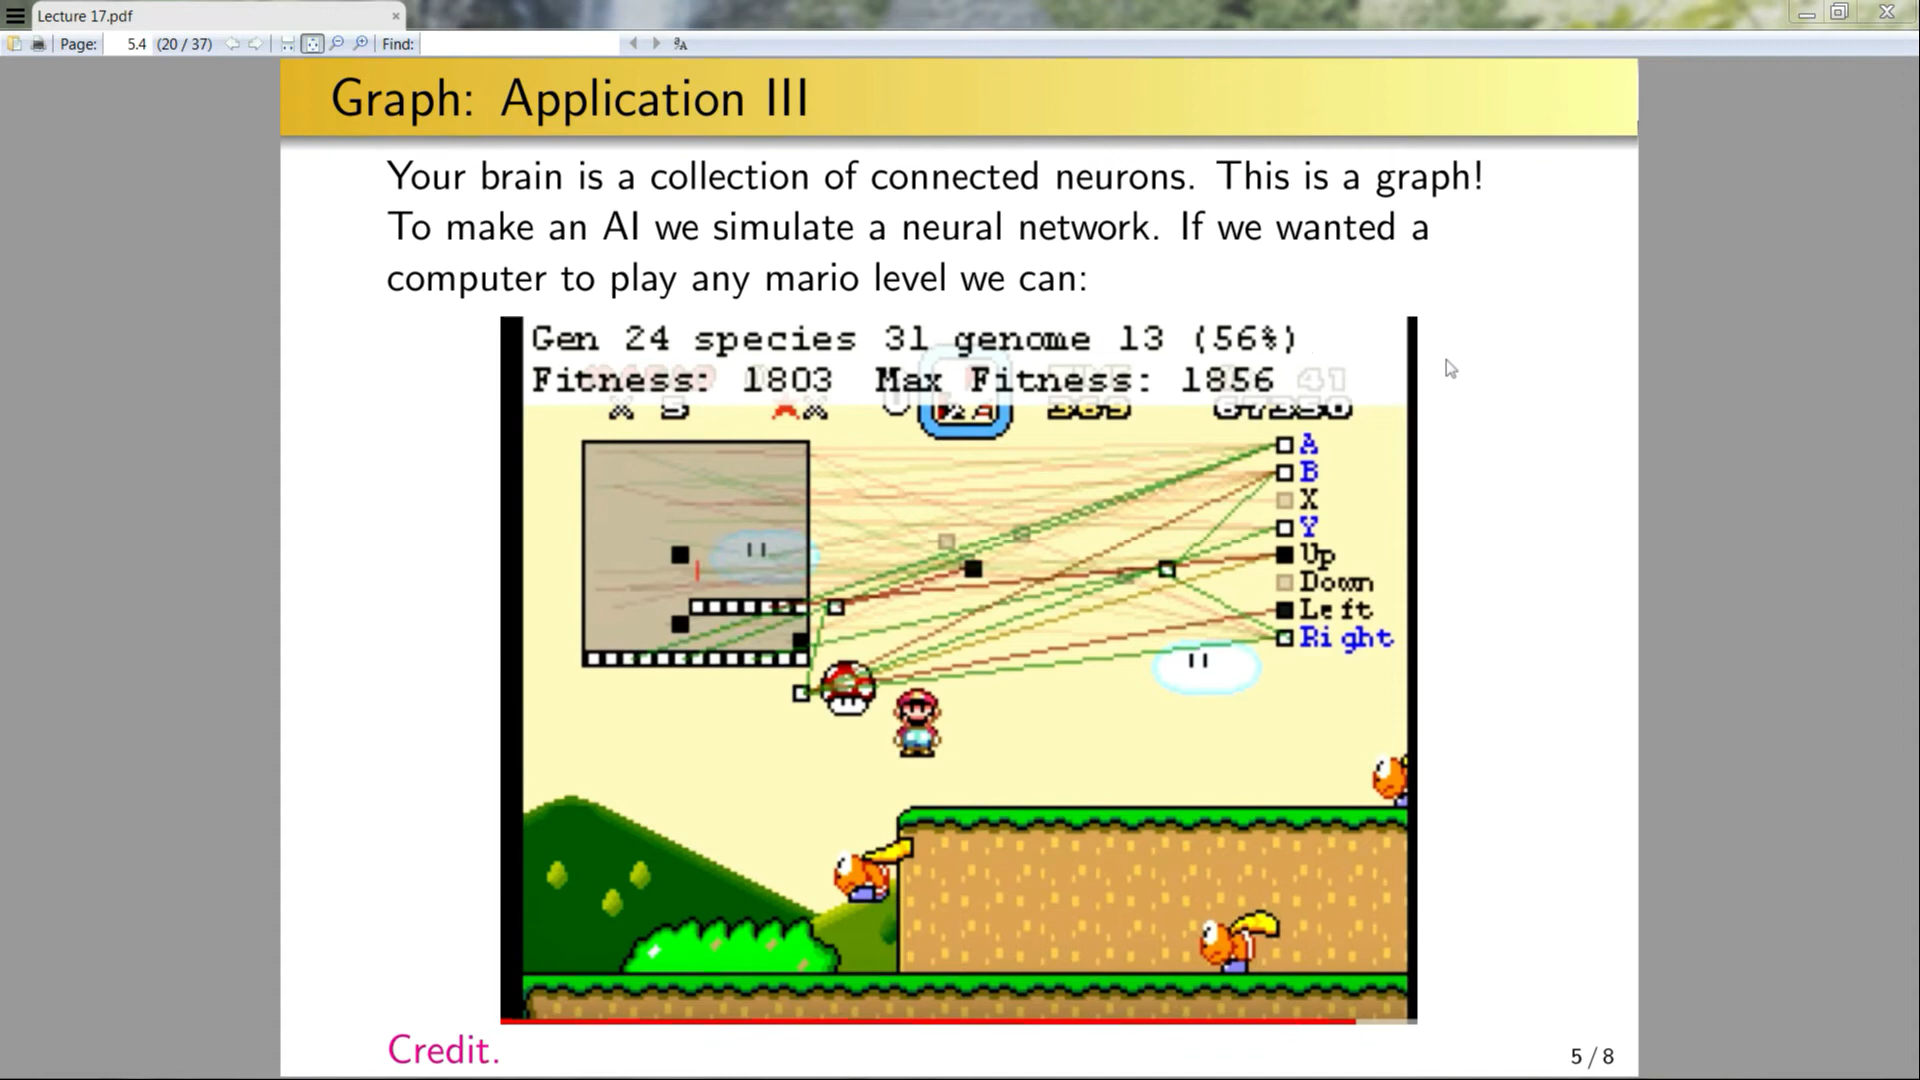 Lecture 17.pdf
Page: 5.4 (20 / 37) Find:
Graph: Application III
Your brain is a collection of connected neurons. This is a graph!
To make an AI we simulate a neural network. If we wanted a
computer to play any mario level we can:
Gen 24 species 31 genome 13 (56%)
Fitness: 1803 Max Fitness: 1856
A
B
X
Y
Up
Down
Left
Right
Credit.
5 / 8